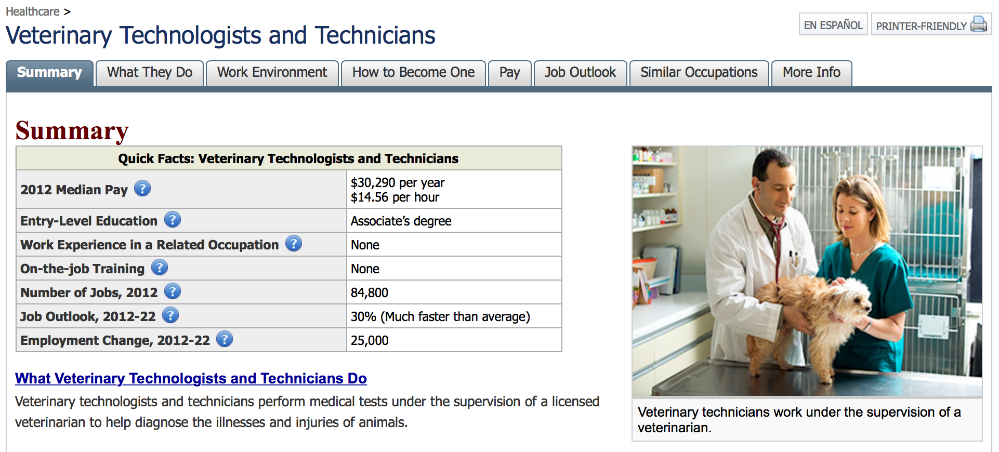 Healthcare >
Veterinary Technologists and Technicians
EN ESPAÑOL
PRINTER-FRIENDLY
Summary
What They Do
Work Environment
How to Become One
Pay
Job Outlook
Similar Occupations
More Info
Summary
Quick Facts: Veterinary Technologists and Technicians
2012 Median Pay ?
$30,290 per year
$14.56 per hour
Entry-Level Education ?
Associate’s degree
Work Experience in a Related Occupation ?
None
On-the-job Training ?
None
Number of Jobs, 2012 ?
84,800
Job Outlook, 2012-22 ?
30% (Much faster than average)
Employment Change, 2012-22 ?
25,000
What Veterinary Technologists and Technicians Do
Veterinary technologists and technicians perform medical tests under the supervision of a licensed
veterinarian to help diagnose the illnesses and injuries of animals.
Veterinary technicians work under the supervision of a
veterinarian.